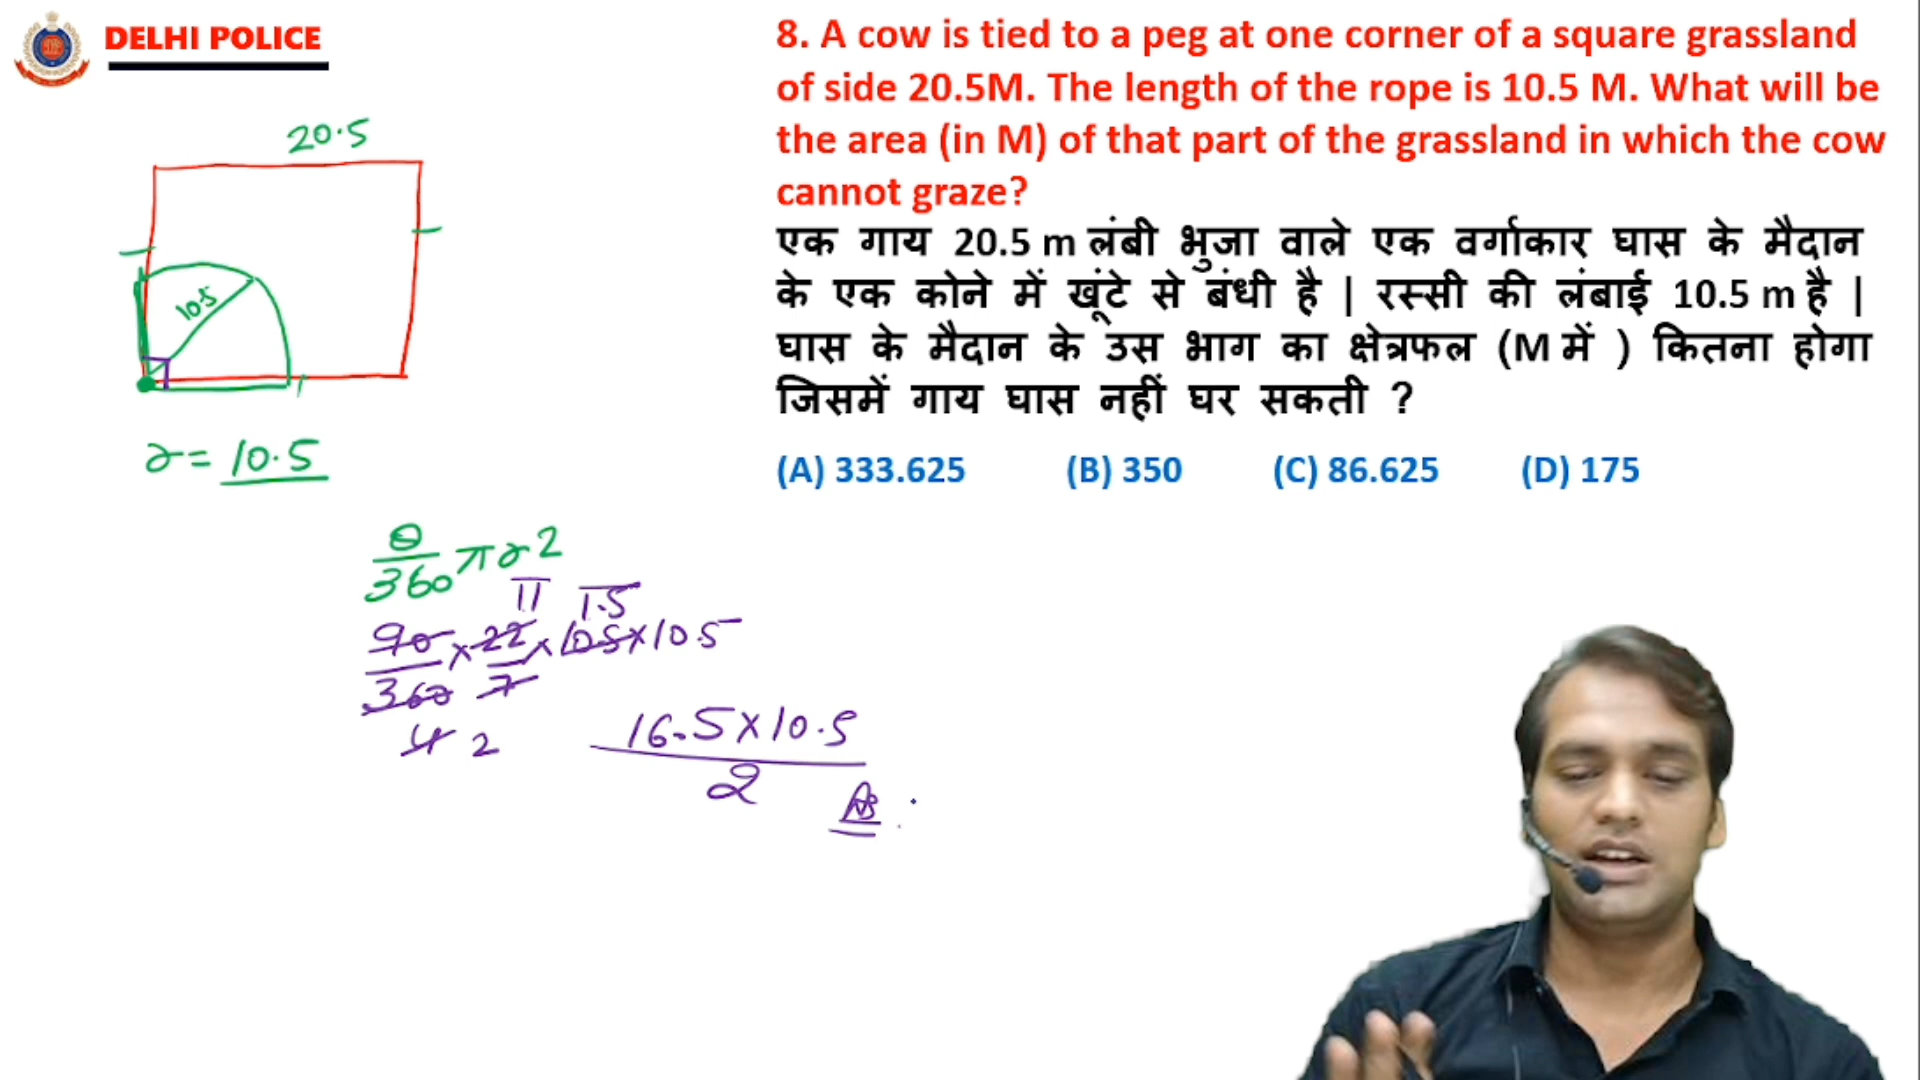 DELHI POLICE
8. A cow is tied to a peg at one corner of a square grassland
of side 20.5M. The length of the rope is 10.5 M. What will be
the area (in M) of that part of the grassland in which the cow
cannot graze?
एक गाय 20.5 m लंबी भुजा वाले एक वर्गाकार घास के मैदान
के एक कोने में खूंटे से बंधी है | रस्सी की लंबाई 10.5 m है |
घास के मैदान के उस भाग का क्षेत्रफल (M में ) कितना होगा
जिसमें गाय घास नहीं घर सकती ?
(A) 333.625 (B) 350 (C) 86.625 (D) 175
20.5
10.5
r = 10.5
θ/360 πr2
11 1.5
90/360 × 22/7 × 10.5 × 10.5
4 2
16.5 × 10.5
2